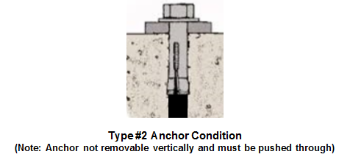 Type #2 Anchor Condition
(Note: Anchor not removable vertically and must be pushed through)